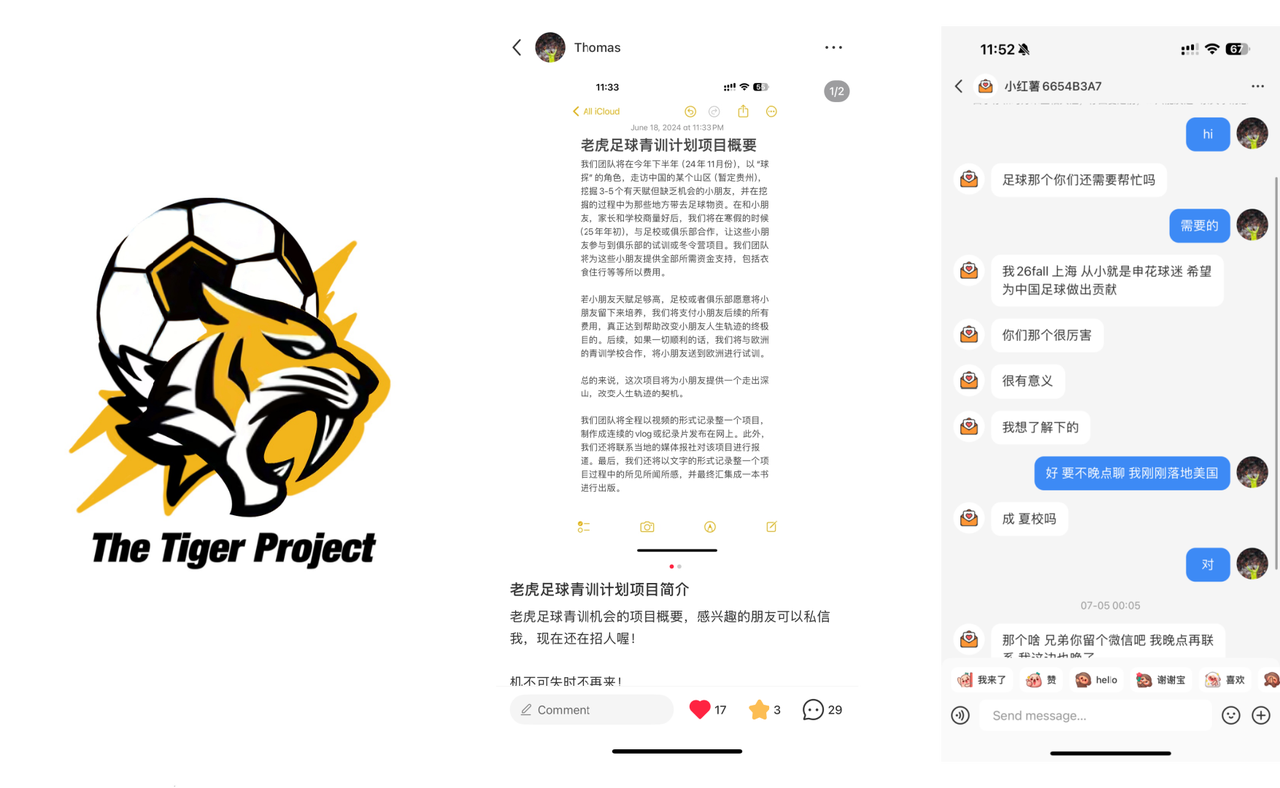 The Tiger Project
Thomas
11:33
1/2
All iCloud
June 18, 2024 at 11:33 PM
老虎足球青训计划项目概要
我们团队将在今年下半年 (24年11月份)，以 “球
探” 的角色，走访中国的某个山区 (暂定贵州)，
挖掘3-5个有天赋但缺乏机会的小朋友，并在挖
掘的过程中为那些地方带去足球物资。在和小朋
友，家长和学校商量好后，我们将在寒假的时候
(25年年初)，与足校或俱乐部合作，让这些小朋
友参与到俱乐部的试训或冬令营项目。我们团队
将为这些小朋友提供全部所需资金支持，包括衣
食住行等等所以费用。
若小朋友天赋足够高，足校或者俱乐部愿意将小
朋友留下来培养，我们将支付小朋友后续的所有
费用，真正达到帮助改变小朋友人生轨迹的终极
目的。后续，如果一切顺利的话，我们将与欧洲
的青训学校合作，将小朋友送到欧洲进行试训。
总的来说，这次项目将为小朋友提供一个走出深
山，改变人生轨迹的契机。
我们团队将全程以视频的形式记录整一个项目，
制作成连续的vlog或纪录片发布在网上。此外，
我们还将联系当地的媒体报社对该项目进行报
道。最后，我们还将以文字的形式记录整一个项
目过程中的所见所闻所感，并最终汇集成一本书
进行出版。
老虎足球青训计划项目简介
老虎足球青训机会的项目概要，感兴趣的朋友可以私信
我，现在还在招人喔！
机不可失时不再来！
Comment
17
3
29
11:52
67
小红薯6654B3A7
hi
足球那个你们还需要帮忙吗
需要的
我26fall 上海 从小就是申花球迷 希望
为中国足球做出贡献
你们那个很厉害
很有意义
我想了解下的
好 要不晚点聊 我刚刚落地美国
成 夏校吗
对
07-05 00:05
那个啥 兄弟你留个微信吧 我晚点再联
系 我这边也晚了
我来了
赞
hello
谢谢宝
喜欢
Send message...